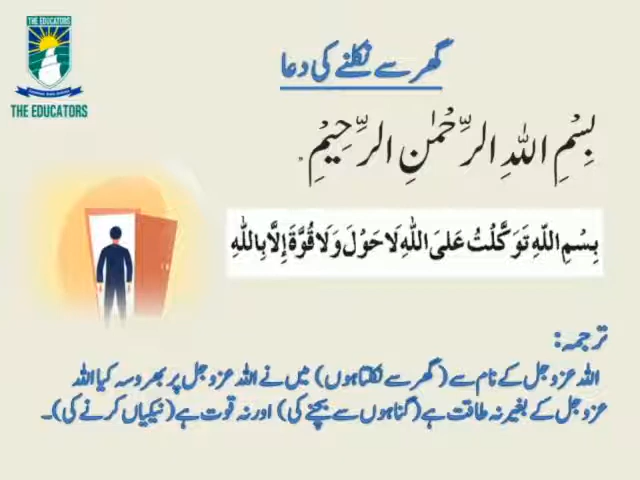 THE EDUCATORS
THE EDUCATORS
گھر سے نکلنے کی دعا
بِسْمِ اللّٰهِ الرَّحْمٰنِ الرَّحِيْمِ
بِسْمِ اللّٰهِ تَوَكَّلْتُ عَلَى اللّٰهِ لَا حَوْلَ وَلَا قُوَّةَ اِلَّا بِاللّٰهِ
ترجمہ:
اللہ عزوجل کے نام سے (گھر سے نکلتا ہوں) میں نے اللہ عزوجل پر بھروسہ کیا اللہ
عزوجل کے بغیر نہ طاقت ہے (گناہوں سے بچنے کی) اور نہ قوت ہے (نیکیاں کرنے کی)۔